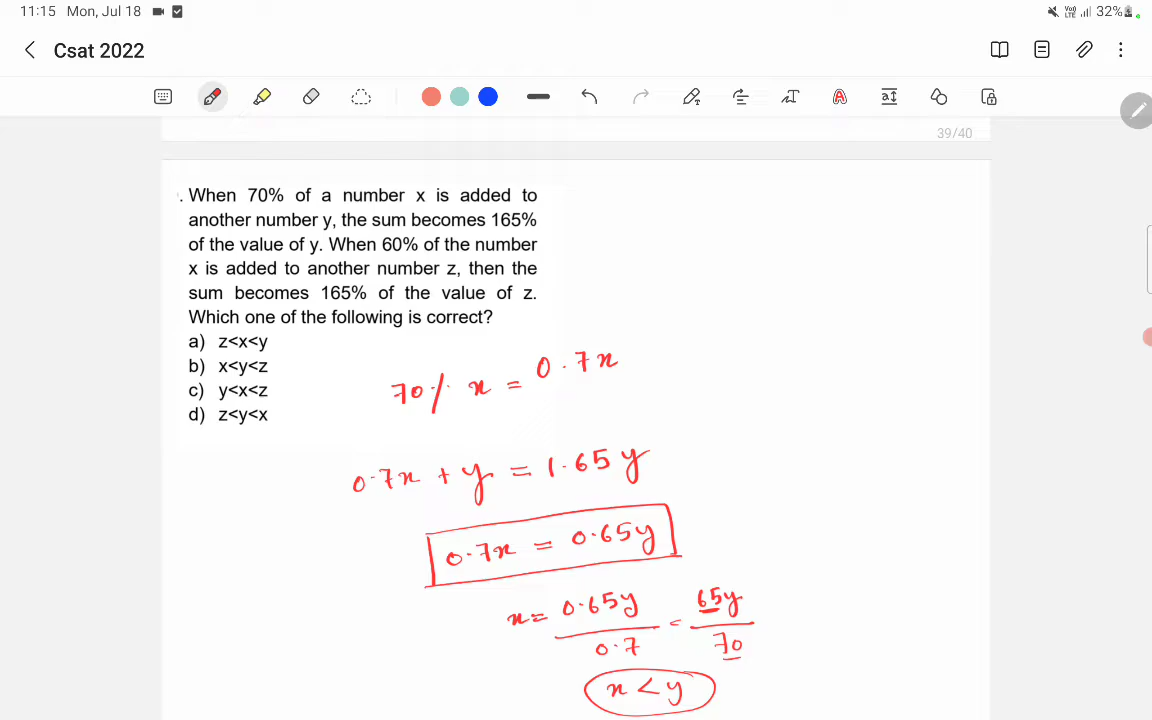 11:15 Mon, Jul 18
VoLTE 32%
Csat 2022
39/40
. When 70% of a number x is added to
another number y, the sum becomes 165%
of the value of y. When 60% of the number
x is added to another number z, then the
sum becomes 165% of the value of z.
Which one of the following is correct?
a) z<x<y
b) x<y<z
c) y<x<z
d) z<y<x
70% x = 0.7x
0.7x + y = 1.65y
0.7x = 0.65y
x = 0.65y/0.7 = 65y/70
x < y